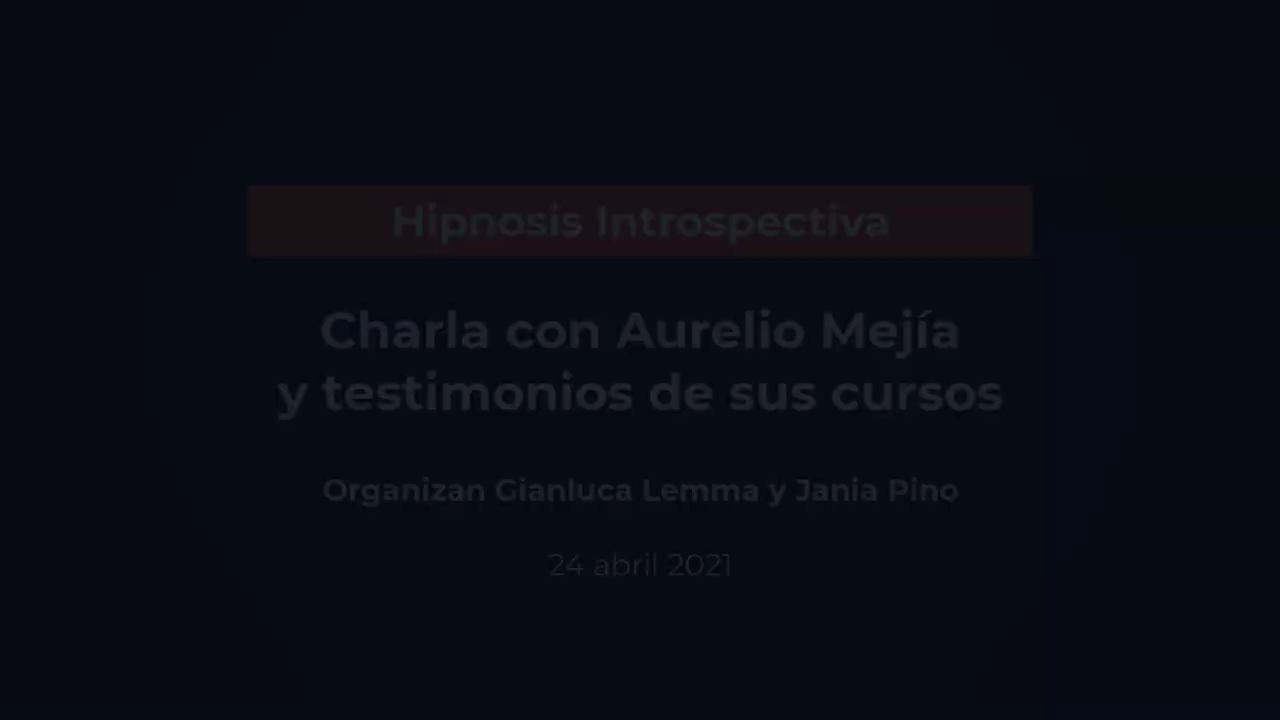 Hipnosis Introspectiva
Charla con Aurelio Mejía
y testimonios de sus cursos
Organizan Gianluca Lemma y Jania Pino
24 abril 2021